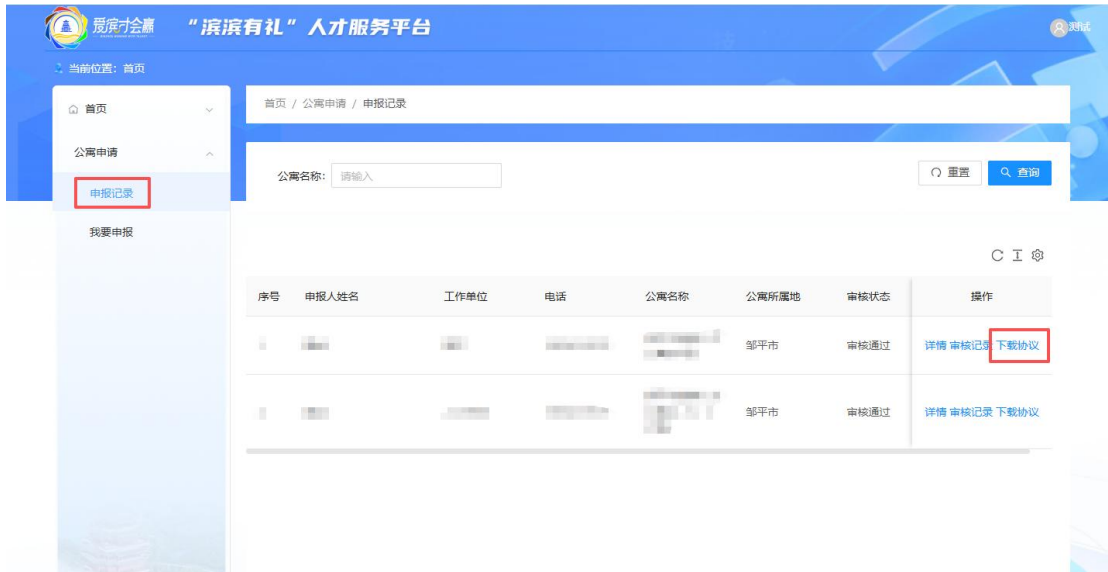 爱滨才会赢 “滨滨有礼”人才服务平台 测试
当前位置：首页
首页
首页 / 公寓申请 / 申报记录
公寓申请
公寓名称： 请输入 重置 查询
申报记录
我要申报
序号 申报人姓名 工作单位 电话 公寓名称 公寓所属地 审核状态 操作
邹平市 审核通过 详情 审核记录 下载协议
邹平市 审核通过 详情 审核记录 下载协议